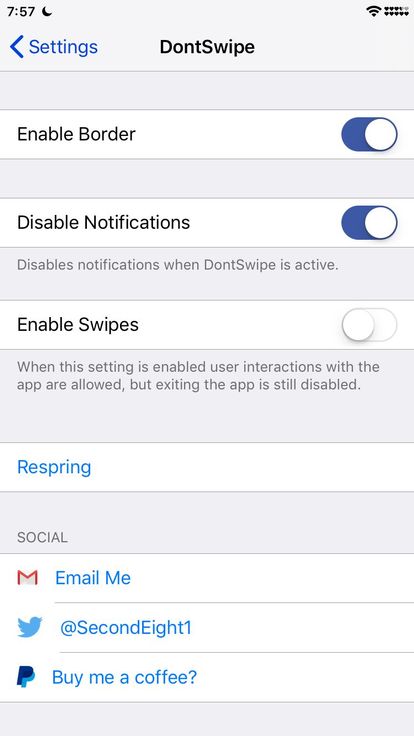 7:57
Settings
DontSwipe
Enable Border
Disable Notifications
Disables notifications when DontSwipe is active.
Enable Swipes
When this setting is enabled user interactions with the
app are allowed, but exiting the app is still disabled.
Respring
SOCIAL
Email Me
@SecondEight1
Buy me a coffee?